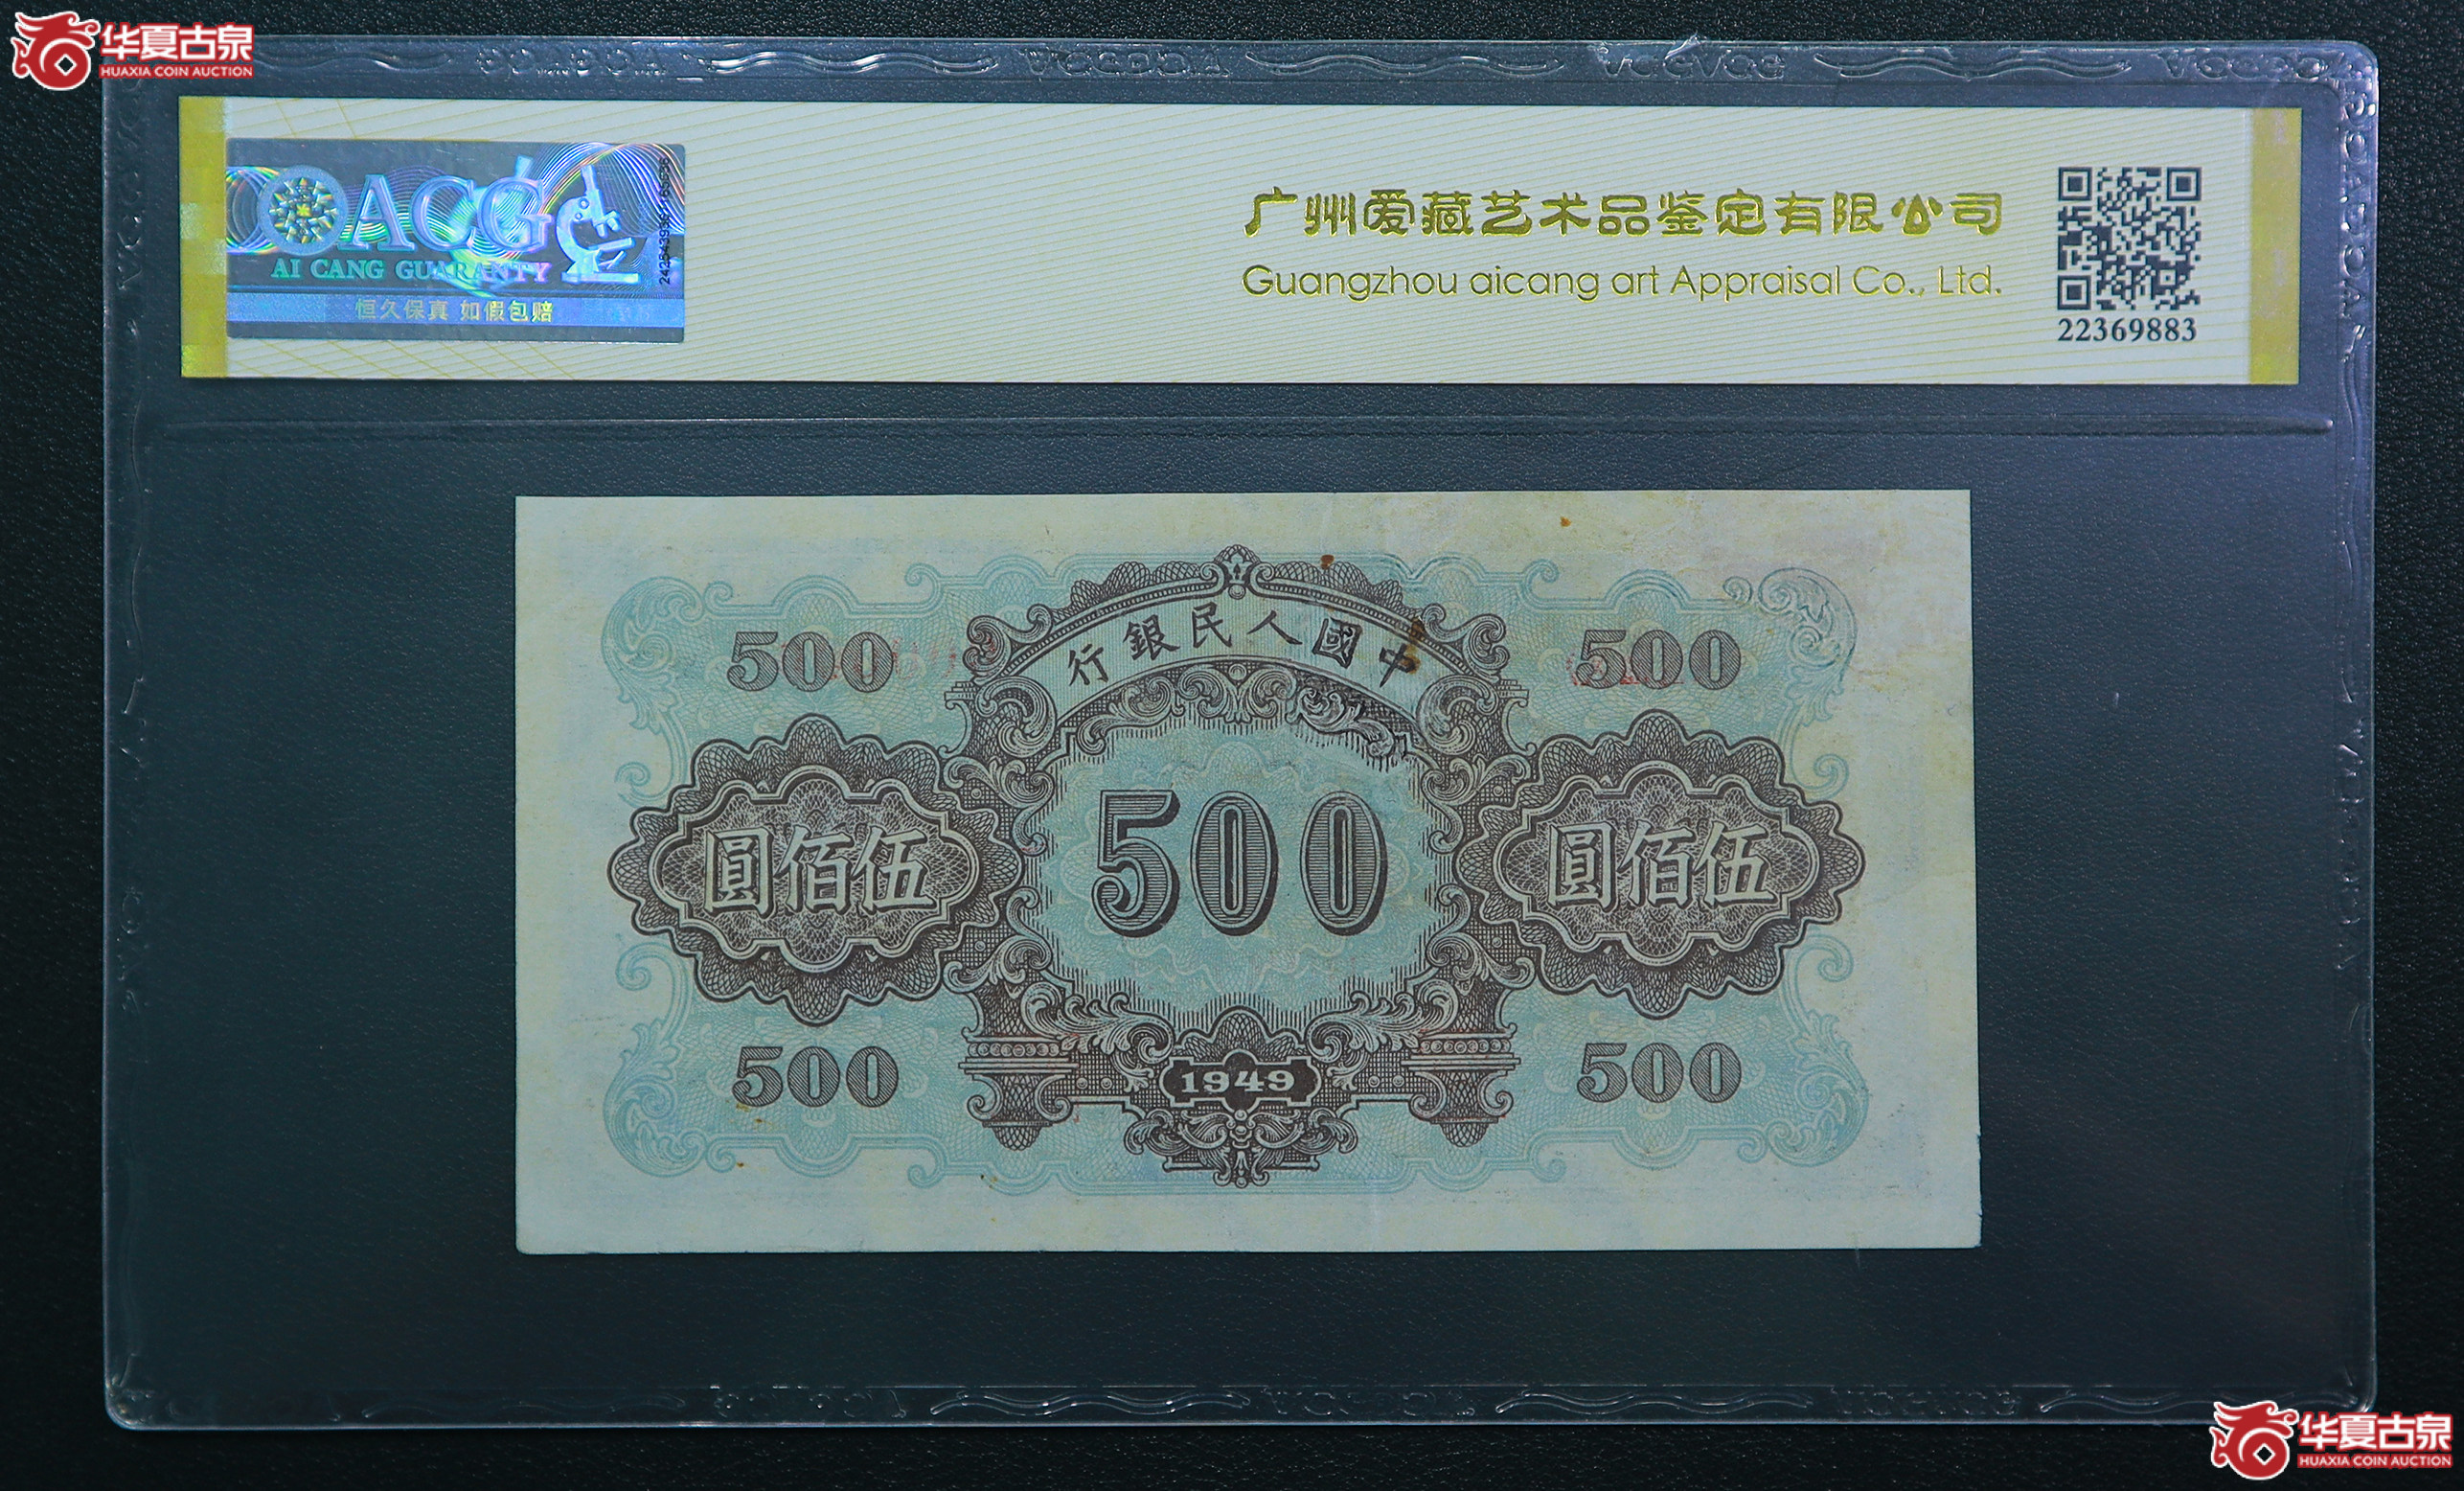 华夏古泉
HUAXIA COIN AUCTION
ACG
AI CANG GUARANTY
恒久保真 如假包赔
广州爱藏艺术品鉴定有限公司
Guangzhou aicang art Appraisal Co., Ltd.
22369883
行銀民人國中
500
500
圓佰伍
500
圓佰伍
500
1949
500
华夏古泉
HUAXIA COIN AUCTION